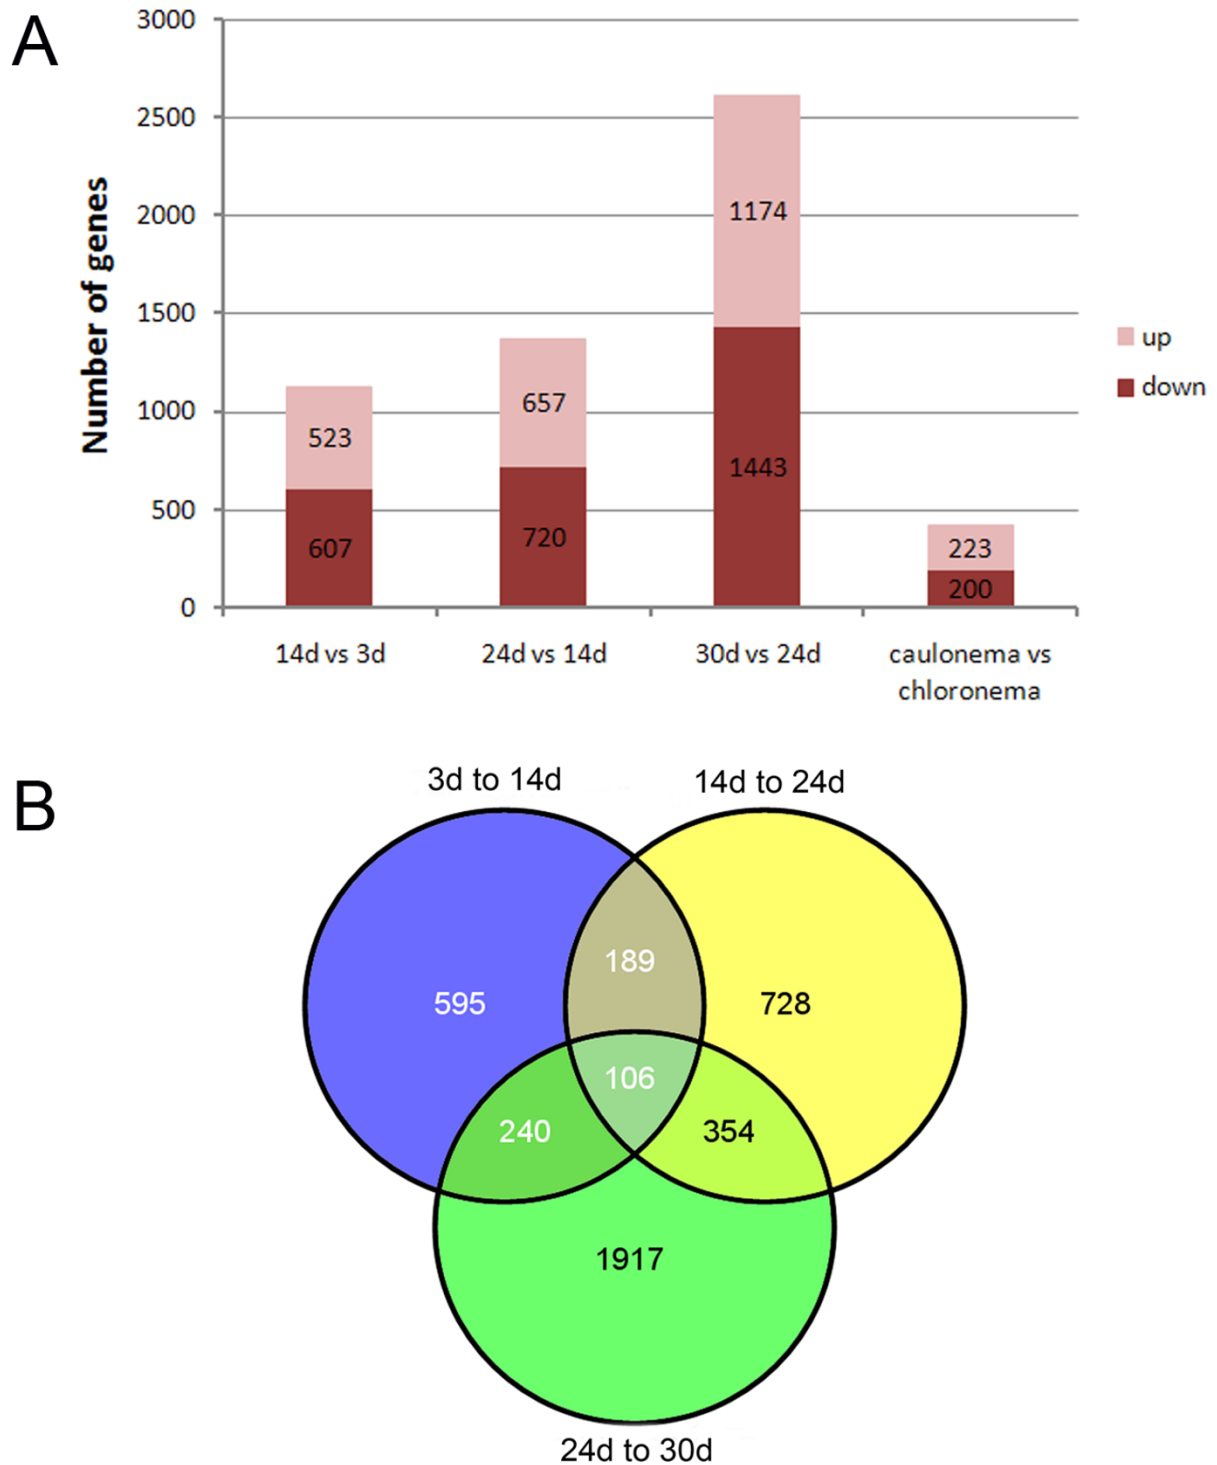 A
3000
2500
2000
1500
1000
500
0
Number of genes
523
607
657
720
1174
1443
223
200
up
down
14d vs 3d
24d vs 14d
30d vs 24d
caulonema vs
chloronema
B
3d to 14d
14d to 24d
189
595
728
106
240
354
1917
24d to 30d